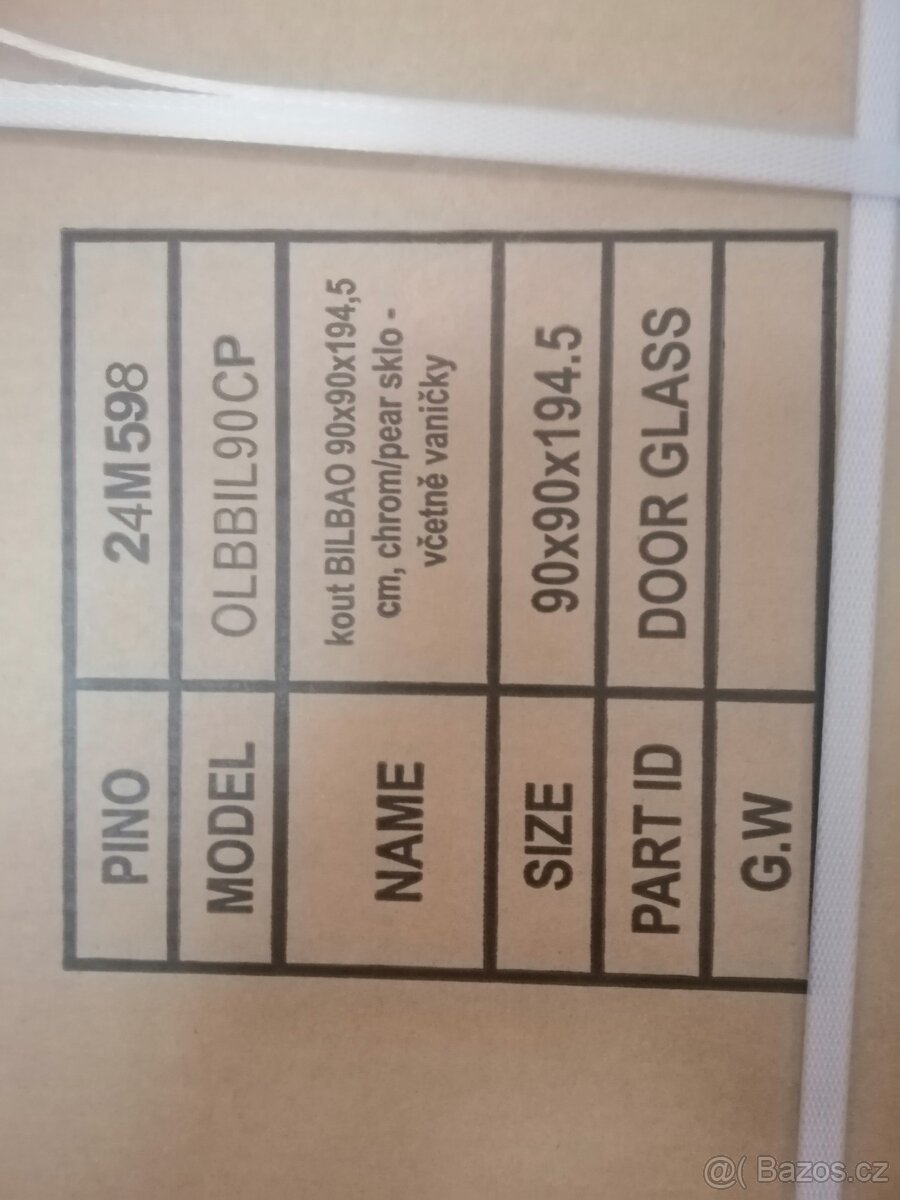 PINO 24M598
MODEL OLBBIL90CP
NAME kout BILBAO 90x90x194,5
cm, chrom/pear sklo -
včetně vaničky
SIZE 90x90x194.5
PART ID DOOR GLASS
G.W
@( Bazos.cz